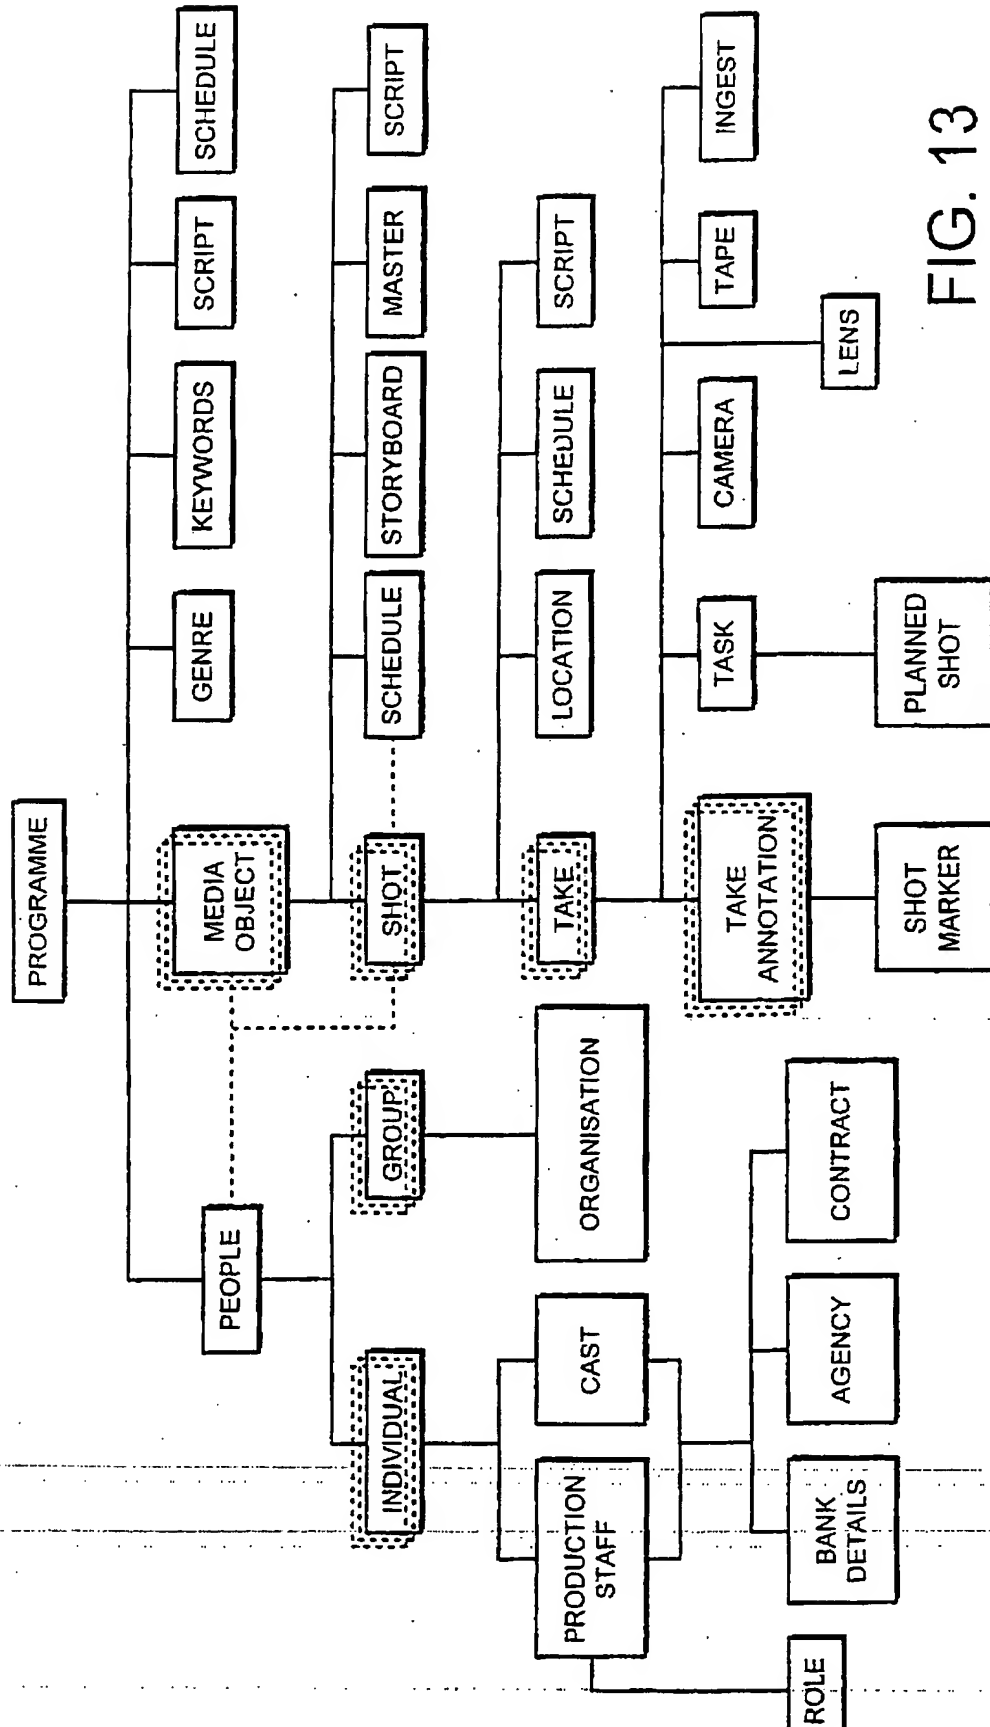 PROGRAMME
PEOPLE
MEDIA
OBJECT
GENRE
KEYWORDS
SCRIPT
SCHEDULE
INDIVIDUAL
GROUP
SHOT
SCHEDULE
STORYBOARD
MASTER
SCRIPT
PRODUCTION
STAFF
CAST
ORGANISATION
TAKE
LOCATION
SCHEDULE
SCRIPT
ROLE
BANK
DETAILS
AGENCY
CONTRACT
TAKE
ANNOTATION
TASK
CAMERA
LENS
TAPE
INGEST
SHOT
MARKER
PLANNED
SHOT
FIG. 13